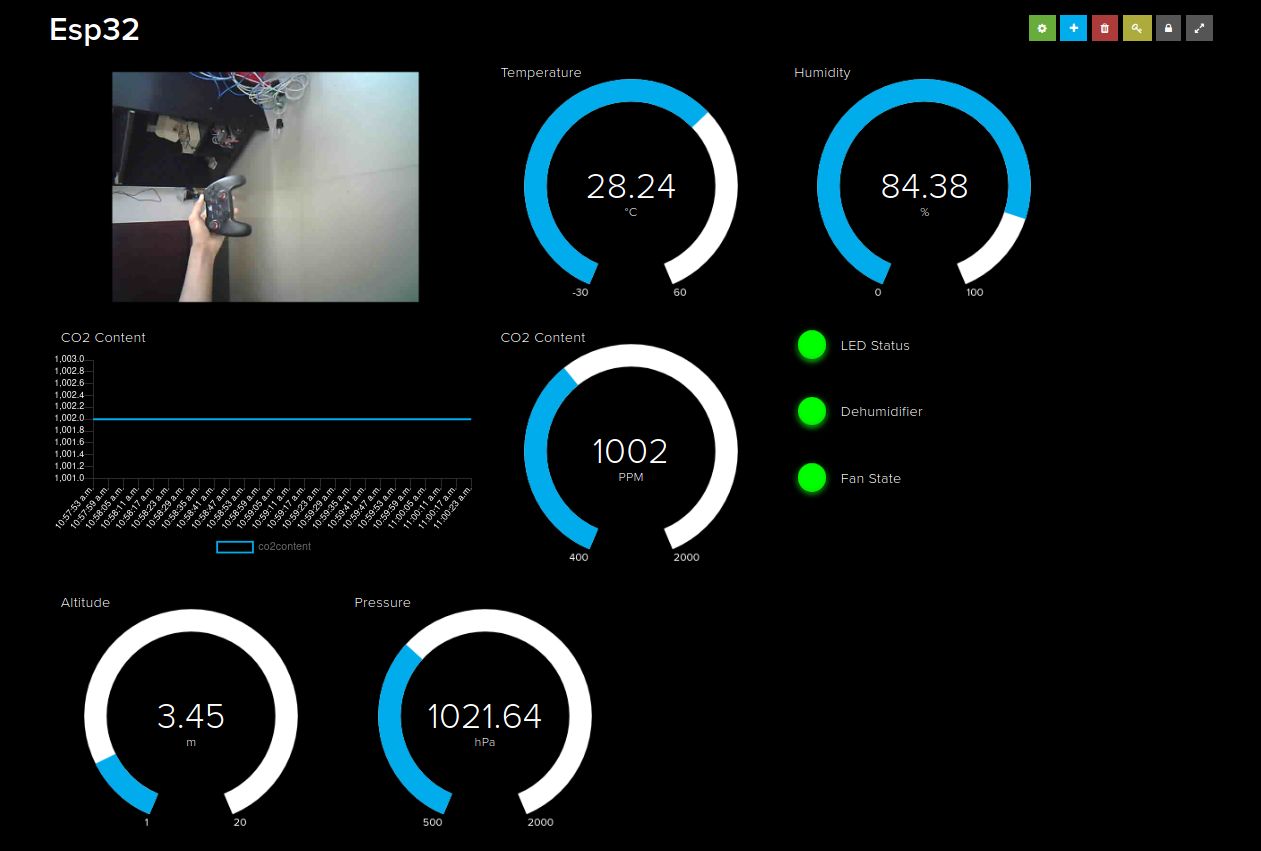 Esp32
Temperature
28.24
°C
-30
60
Humidity
84.38
%
0
100
CO2 Content
1,003.0
1,002.8
1,002.6
1,002.4
1,002.2
1,002.0
1,001.8
1,001.6
1,001.4
1,001.2
1,001.0
10:57:53 a.m.
10:57:59 a.m.
10:58:05 a.m.
10:58:11 a.m.
10:58:17 a.m.
10:58:23 a.m.
10:58:29 a.m.
10:58:35 a.m.
10:58:41 a.m.
10:58:47 a.m.
10:58:53 a.m.
10:58:59 a.m.
10:59:05 a.m.
10:59:11 a.m.
10:59:17 a.m.
10:59:23 a.m.
10:59:29 a.m.
10:59:35 a.m.
10:59:41 a.m.
10:59:47 a.m.
10:59:53 a.m.
10:59:59 a.m.
11:00:05 a.m.
11:00:11 a.m.
11:00:17 a.m.
11:00:23 a.m.
co2content
CO2 Content
1002
PPM
400
2000
LED Status
Dehumidifier
Fan State
Altitude
3.45
m
1
20
Pressure
1021.64
hPa
500
2000